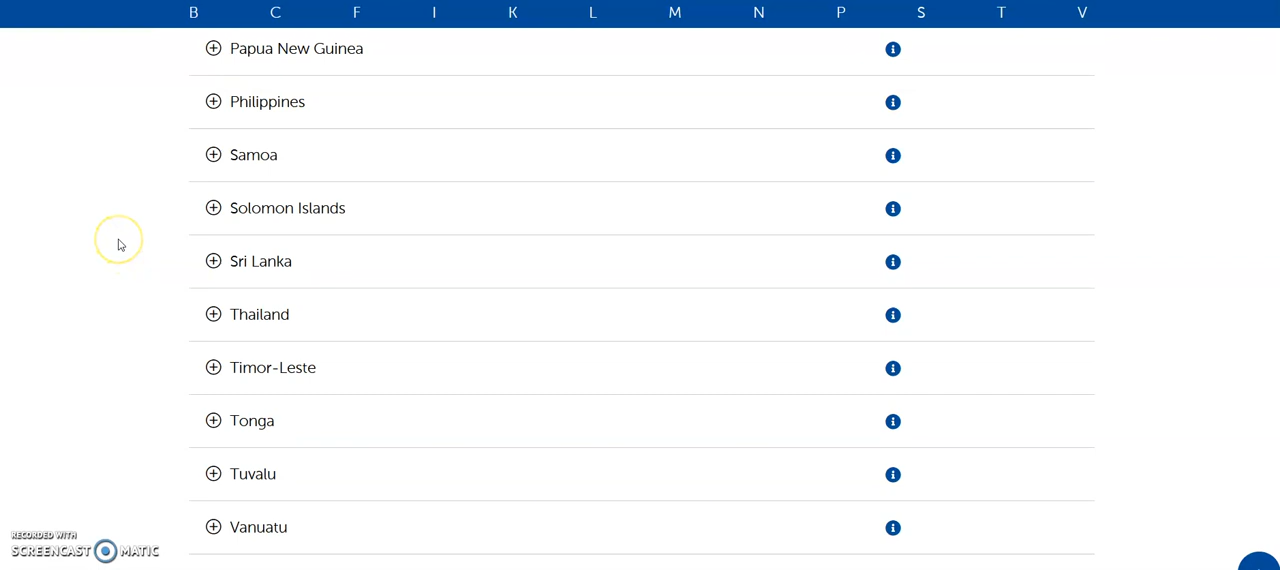 B C F I K L M N P S T V
Papua New Guinea
Philippines
Samoa
Solomon Islands
Sri Lanka
Thailand
Timor-Leste
Tonga
Tuvalu
Vanuatu
RECORDED WITH
SCREENCAST MATIC